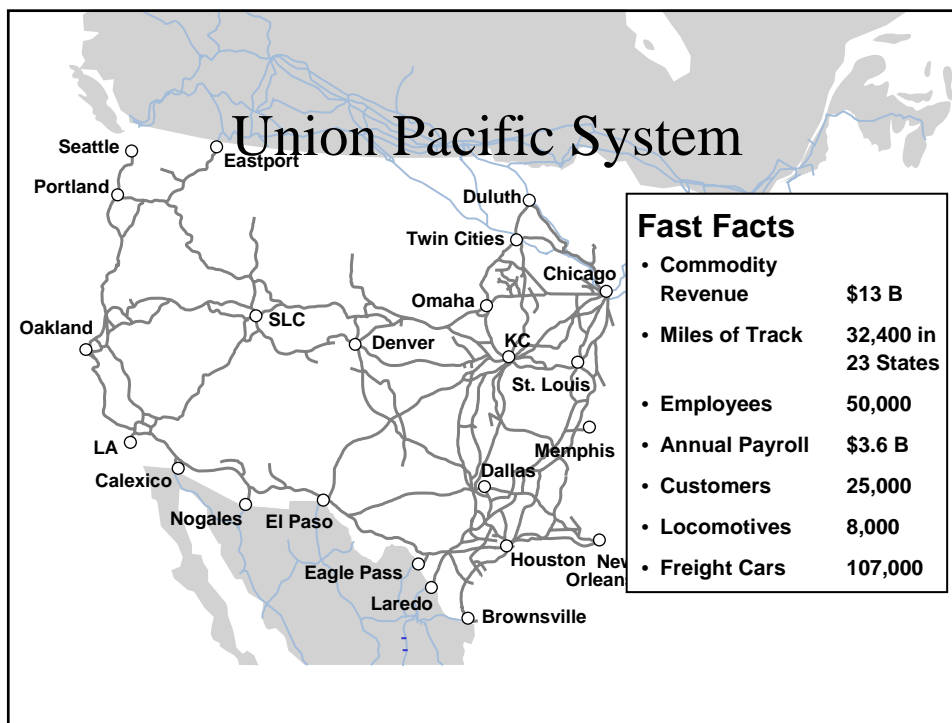 Union Pacific System
Seattle
Eastport
Portland
Duluth
Twin Cities
Chicago
Omaha
Oakland
SLC
Denver
KC
St. Louis
LA
Memphis
Calexico
Dallas
Nogales
El Paso
Houston
New
Orleans
Eagle Pass
Laredo
Brownsville
Fast Facts
• Commodity
Revenue $13 B
• Miles of Track 32,400 in
23 States
• Employees 50,000
• Annual Payroll $3.6 B
• Customers 25,000
• Locomotives 8,000
• Freight Cars 107,000